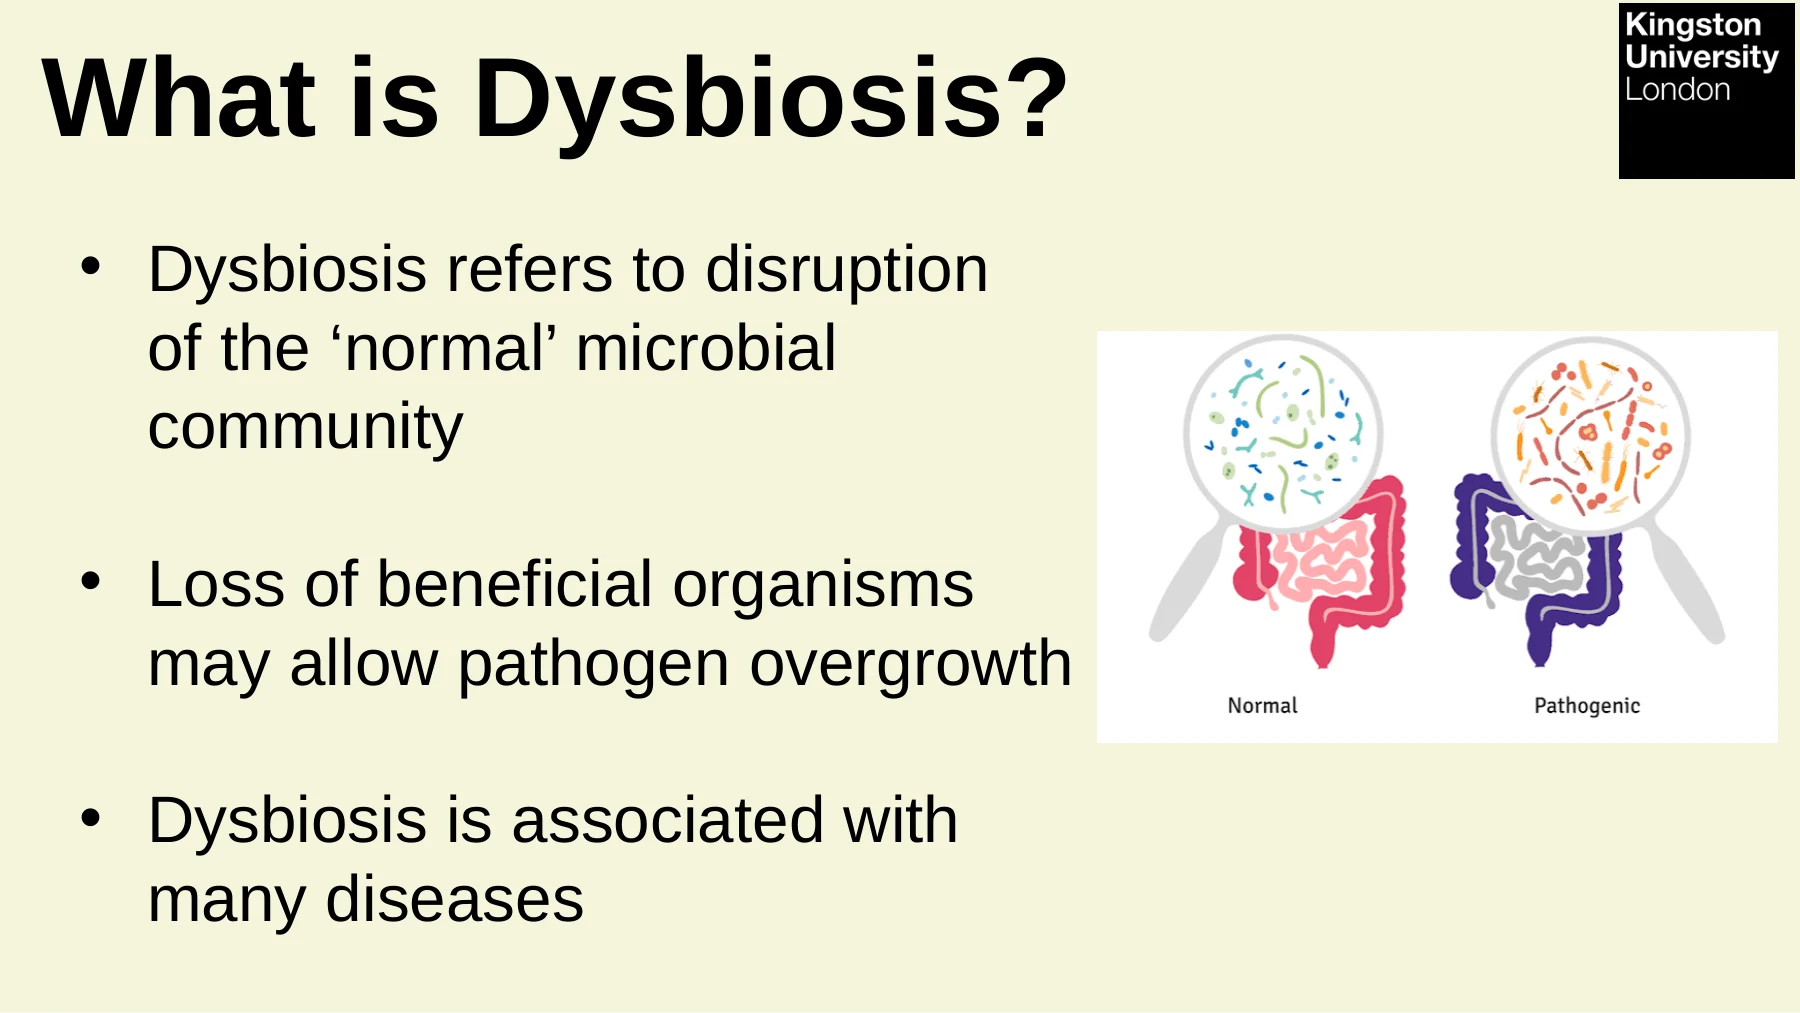 What is Dysbiosis?
Kingston
University
London
• Dysbiosis refers to disruption
of the ‘normal’ microbial
community
• Loss of beneficial organisms
may allow pathogen overgrowth
• Dysbiosis is associated with
many diseases
Normal
Pathogenic